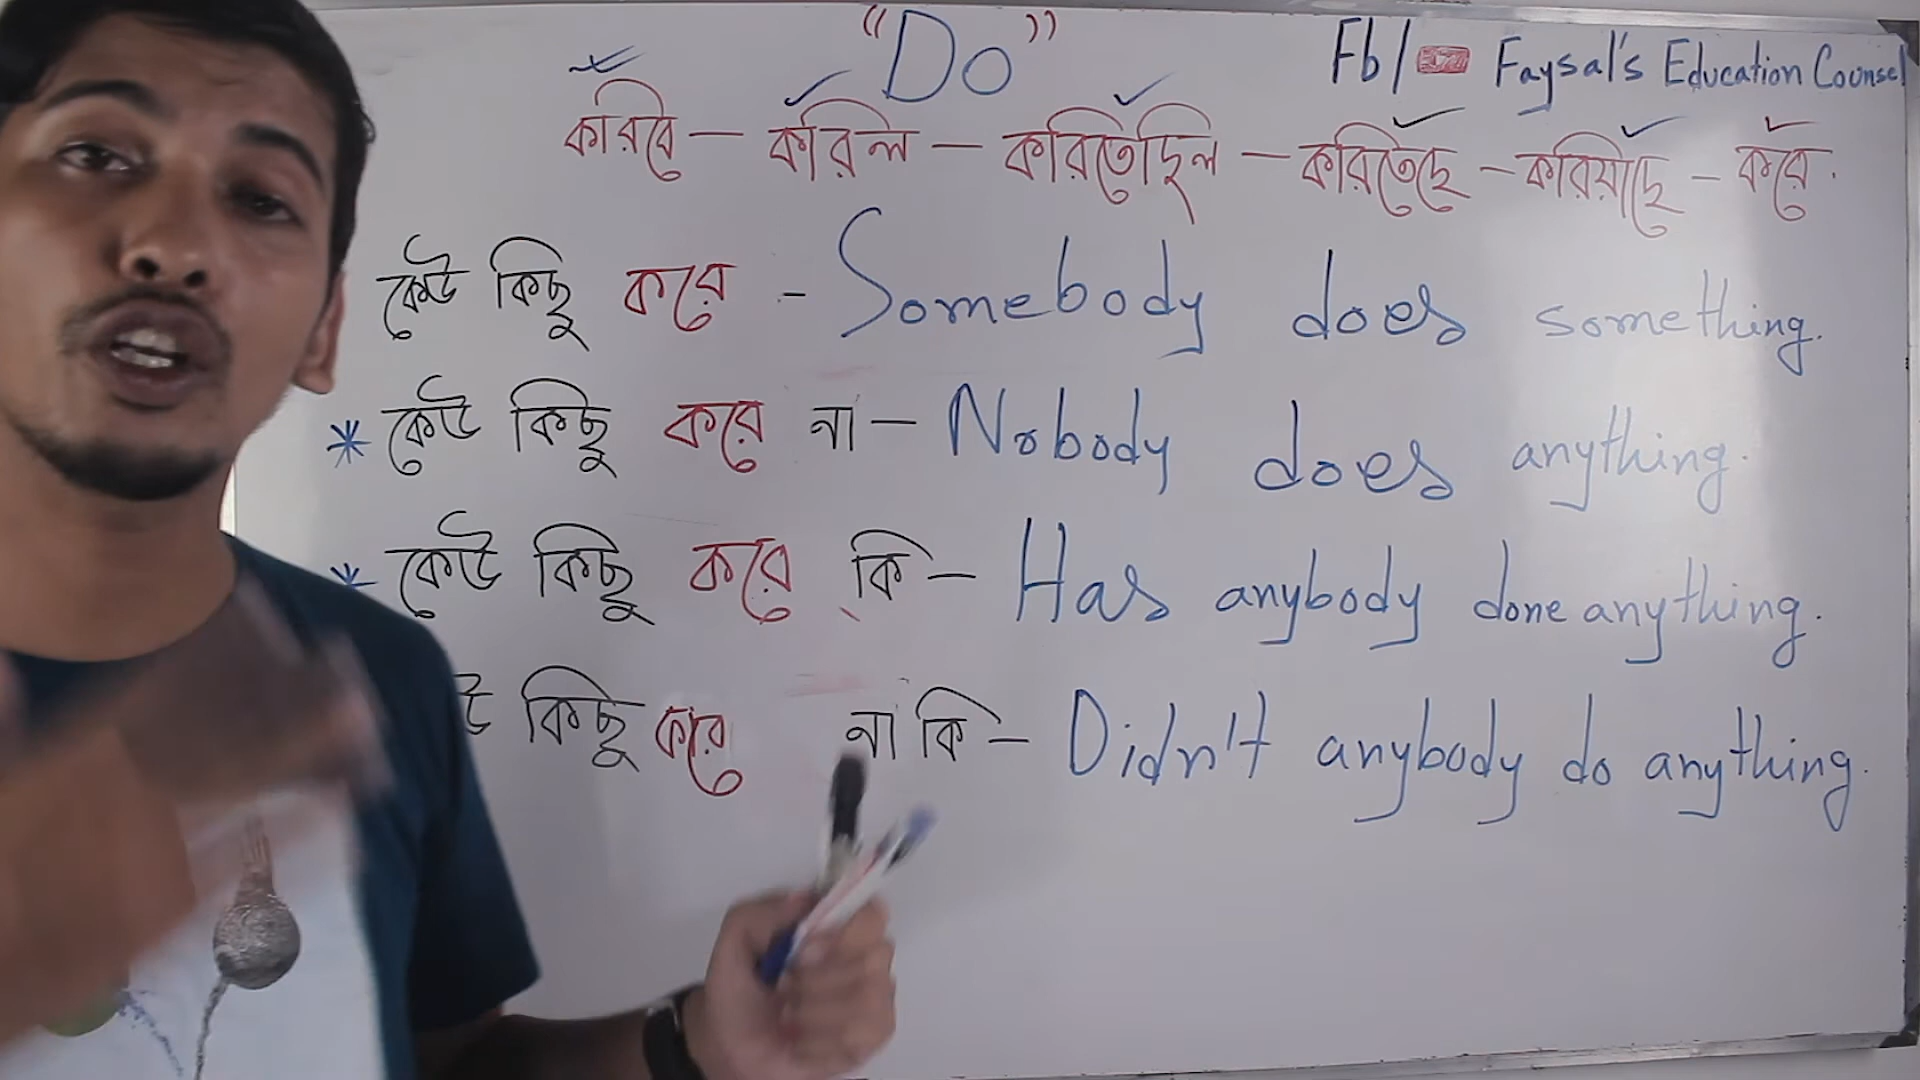 "Do"
Fb/ Faysal's Education Counsel
করিবে – করিল – করিতেছিল – করিতেছে – করিয়াছে – করে.
কেউ কিছু করে - Somebody does something.
* কেউ কিছু করে না – Nobody does anything.
* কেউ কিছু করে কি – Has anybody done anything.
কিছু করে না কি – Didn't anybody do anything.